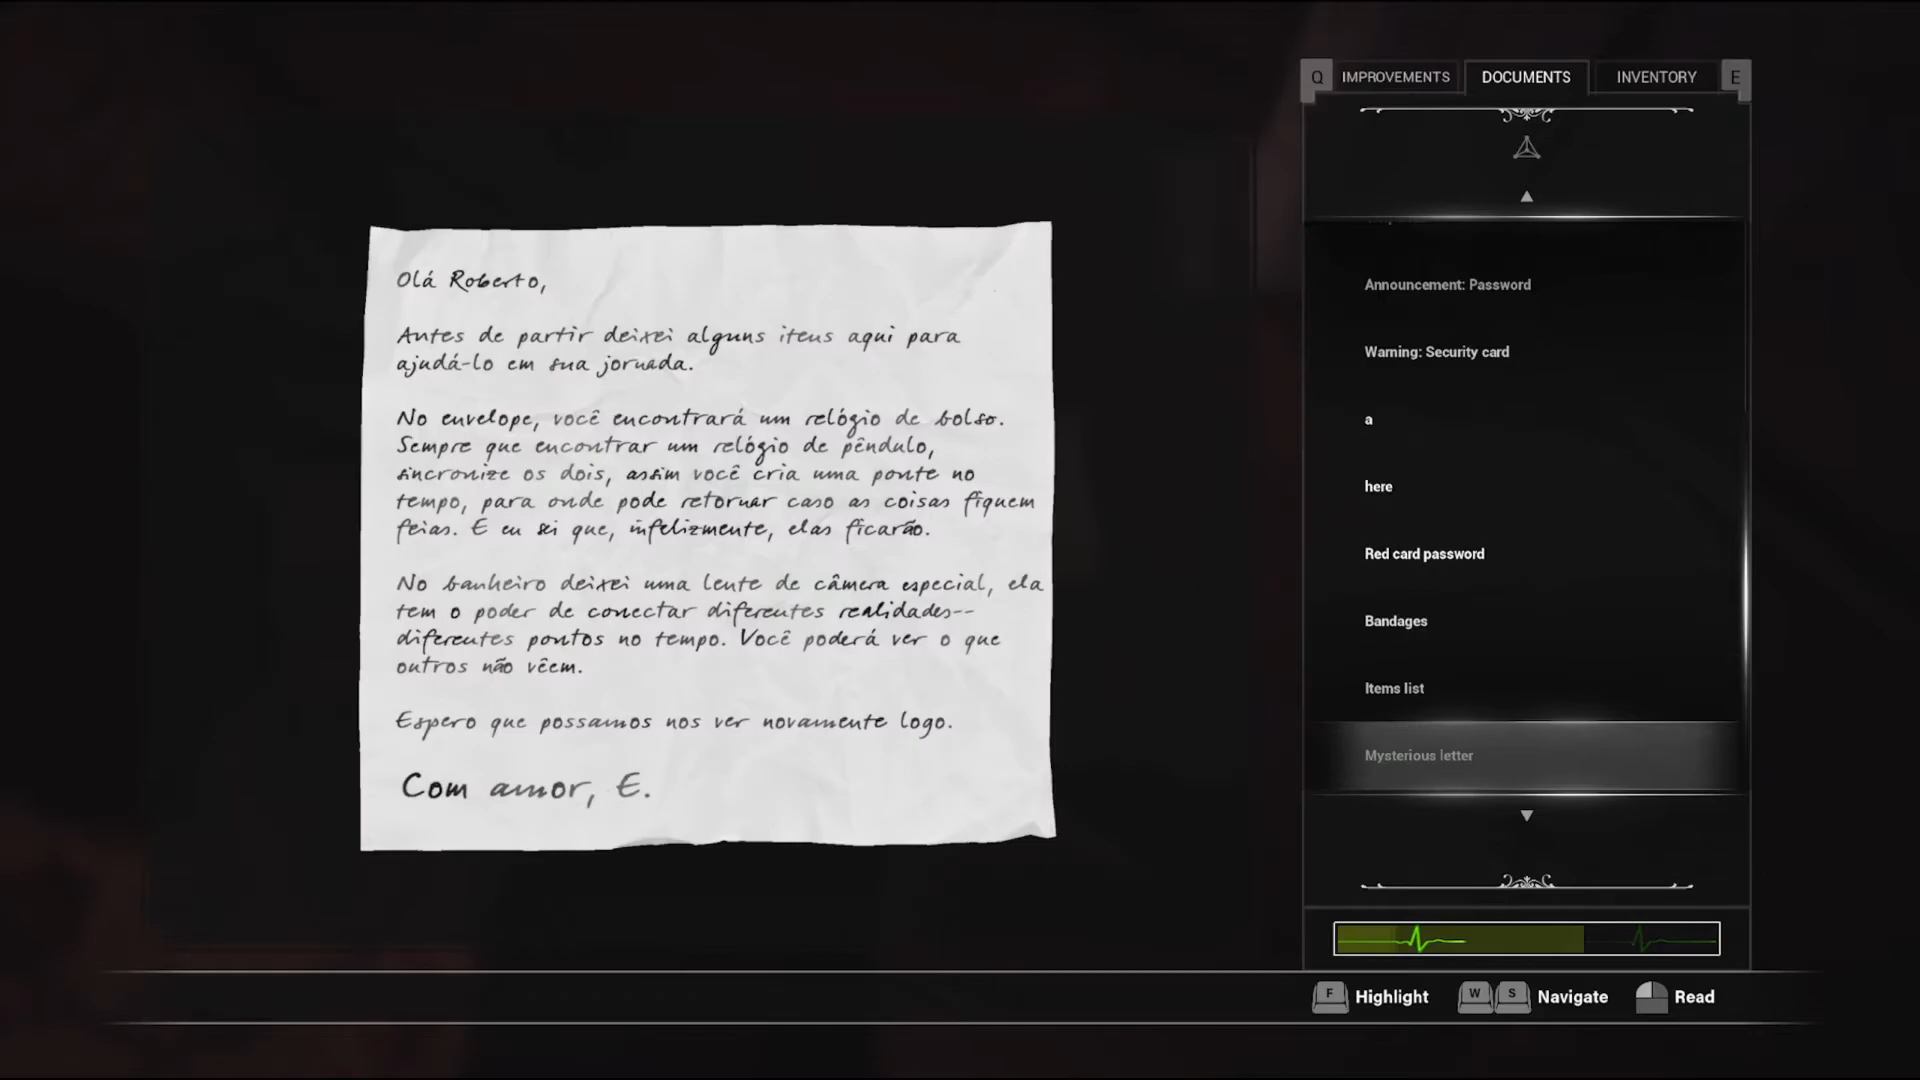 Q IMPROVEMENTS DOCUMENTS INVENTORY E
Olá Roberto,
Antes de partir deixei alguns itens aqui para
ajudá-lo em sua jornada.
No envelope, você encontrará um relógio de bolso.
Sempre que encontrar um relógio de pêndulo,
sincronize os dois, assim você cria uma ponte no
tempo, para onde pode retornar caso as coisas fiquem
feias. E eu sei que, infelizmente, elas ficarão.
No banheiro deixei uma lente de câmera especial, ela
tem o poder de conectar diferentes realidades--
diferentes pontos no tempo. Você poderá ver o que
outros não vêem.
Espero que possamos nos ver novamente logo.
Com amor, E.
Announcement: Password
Warning: Security card
a
here
Red card password
Bandages
Items list
Mysterious letter
F Highlight W S Navigate Read